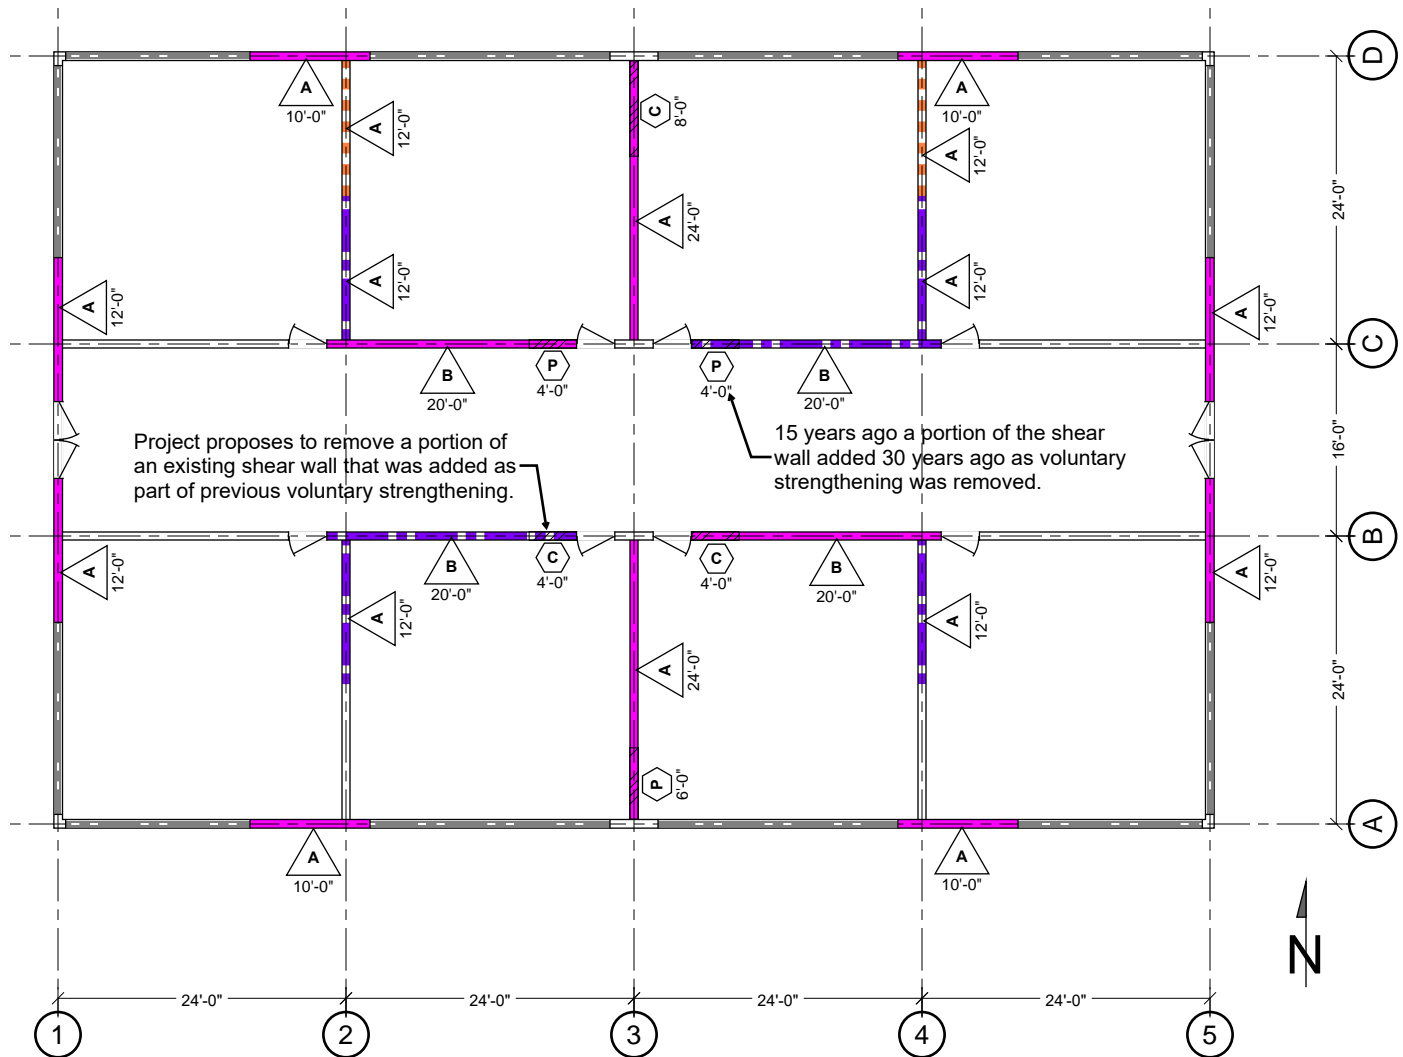 D
A
10'-0"
A
12'-0"
C
8'-0"
A
10'-0"
A
12'-0"
24'-0"
A
24'-0"
A
12'-0"
A
12'-0"
A
12'-0"
A
12'-0"
C
B
20'-0"
P
4'-0"
P
4'-0"
B
20'-0"
Project proposes to remove a portion of
an existing shear wall that was added as
part of previous voluntary strengthening.
15 years ago a portion of the shear
wall added 30 years ago as voluntary
strengthening was removed.
16'-0"
B
A
12'-0"
B
20'-0"
C
4'-0"
C
4'-0"
B
20'-0"
A
12'-0"
A
12'-0"
A
12'-0"
A
24'-0"
24'-0"
P
6'-0"
A
A
10'-0"
A
10'-0"
N
24'-0"
24'-0"
24'-0"
24'-0"
1
2
3
4
5